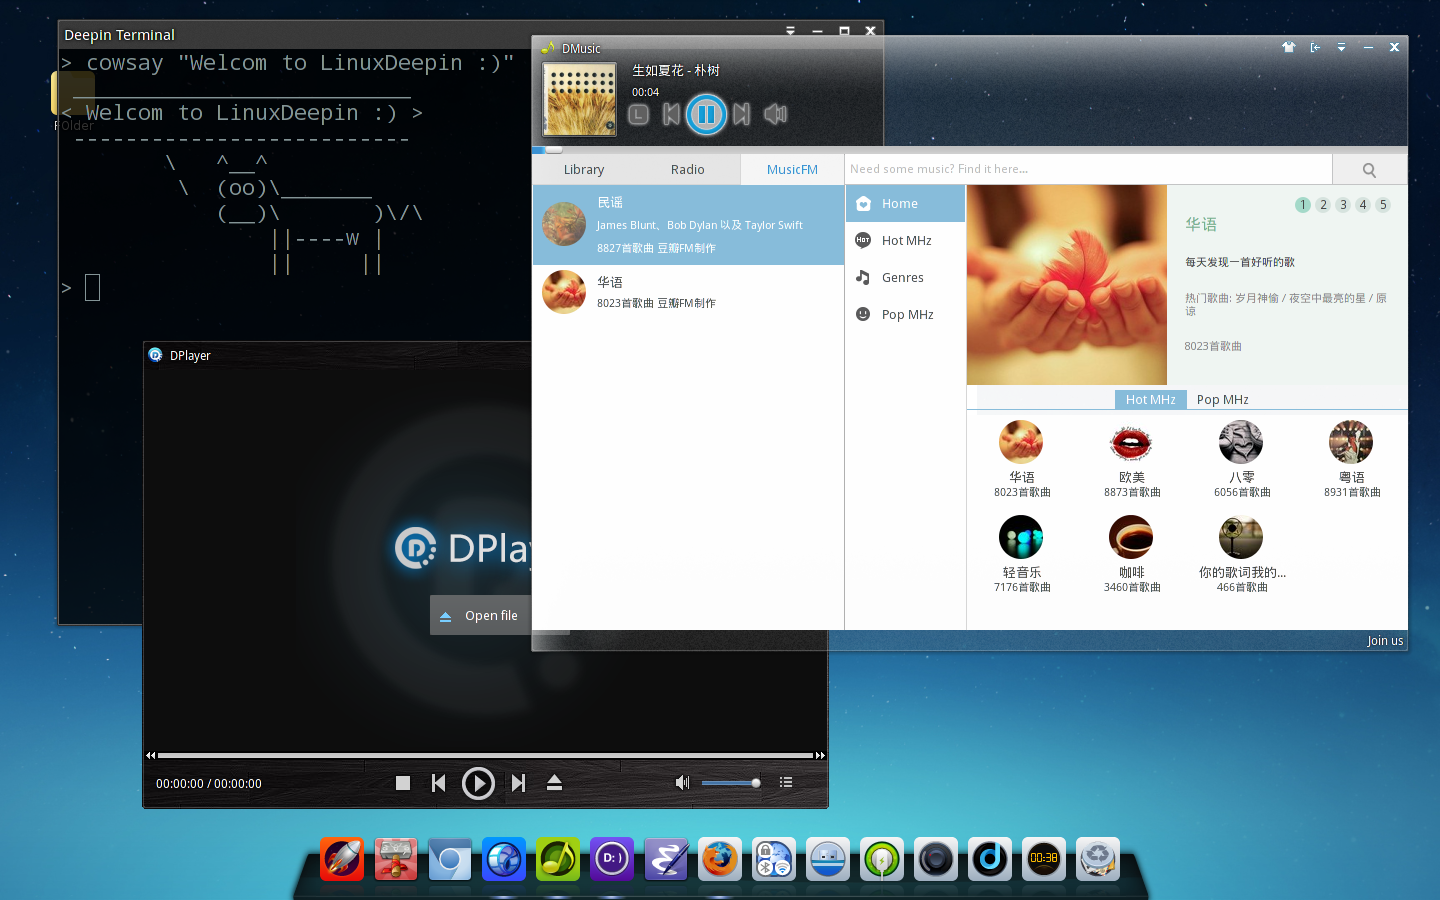 Deepin Terminal
> cowsay "Welcom to LinuxDeepin :)"
< Welcom to LinuxDeepin :) >
--------------------------
\   ^__^
\  (oo)\_______
(__)\       )\/\
||----w |
||     ||
>
DMusic
生如夏花 - 朴树
00:04
L
Library
Radio
MusicFM
Need some music? Find it here...
民谣
James Blunt、Bob Dylan 以及 Taylor Swift
8827首歌曲 豆瓣FM制作
华语
8023首歌曲 豆瓣FM制作
Home
HOT
Hot MHz
Genres
Pop MHz
1 2 3 4 5
华语
每天发现一首好听的歌
热门歌曲: 岁月神偷 / 夜空中最亮的星 / 原
谅
8023首歌曲
Hot MHz
Pop MHz
华语
8023首歌曲
欧美
8873首歌曲
八零
6056首歌曲
粤语
8931首歌曲
轻音乐
7176首歌曲
咖啡
3460首歌曲
你的歌词我的...
466首歌曲
Join us
DPlayer
DPlay
Open file
00:00:00 / 00:00:00
D:)
00:38